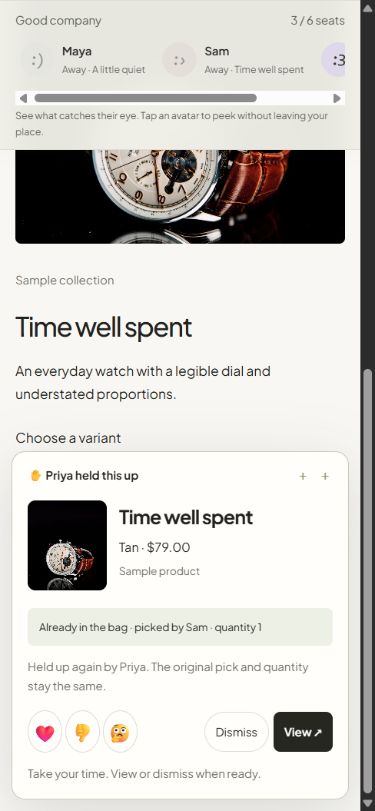 Good company
3 / 6 seats
:) Maya
Away · A little quiet
:› Sam
Away · Time well spent
:3
See what catches their eye. Tap an avatar to peek without leaving your
place.
Sample collection
Time well spent
An everyday watch with a legible dial and
understated proportions.
Choose a variant
✋ Priya held this up
+ +
Time well spent
Tan · $79.00
Sample product
Already in the bag · picked by Sam · quantity 1
Held up again by Priya. The original pick and quantity
stay the same.
Dismiss
View ↗
Take your time. View or dismiss when ready.